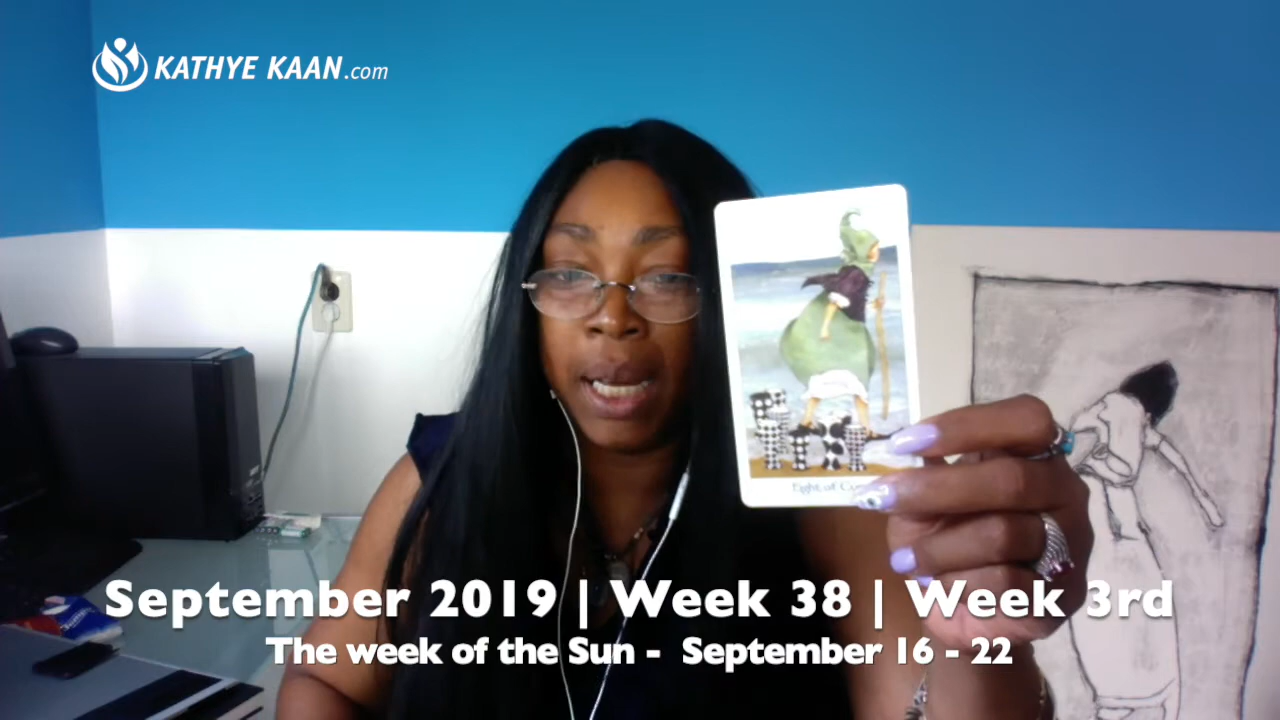 KATHYE KAAN.com
Eight of Cu
September 2019 | Week 38 | Week 3rd
The week of the Sun - September 16 - 22